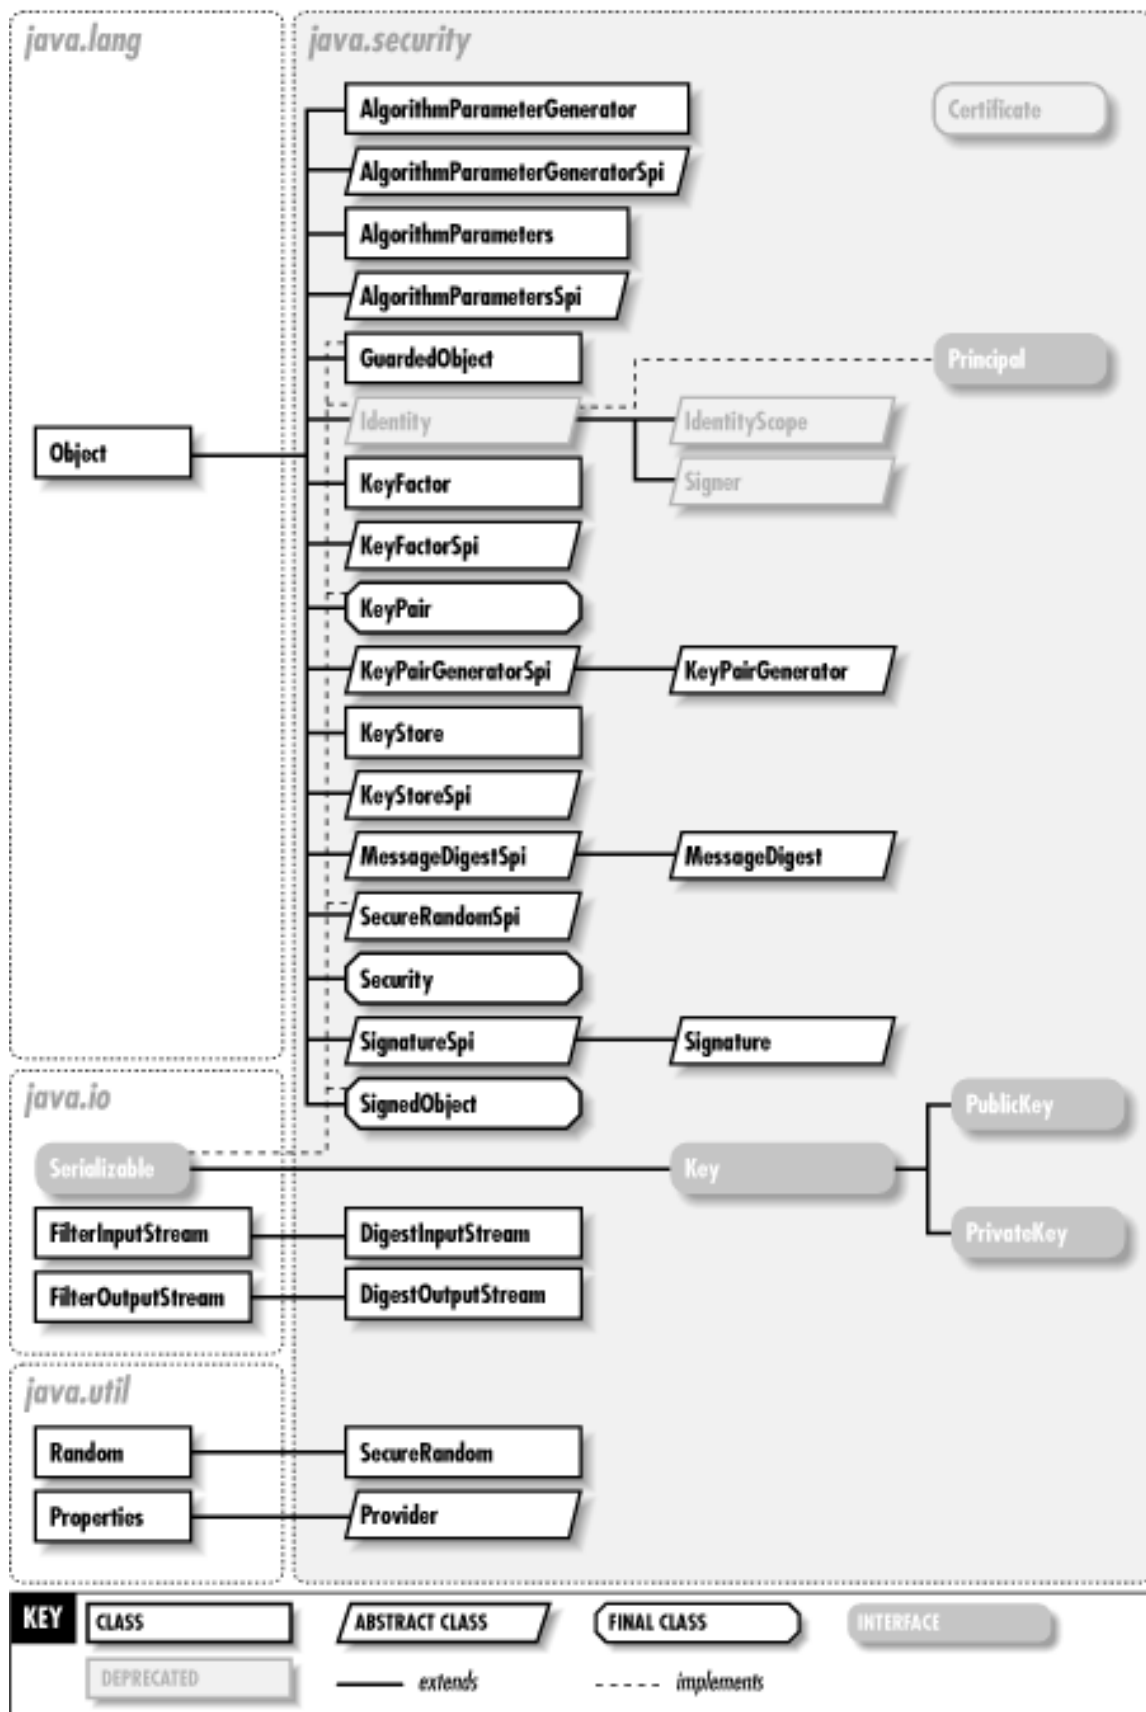 java.lang
java.security
AlgorithmParameterGenerator
Certificate
AlgorithmParameterGeneratorSpi
AlgorithmParameters
AlgorithmParametersSpi
GuardedObject
Principal
Identity
IdentityScope
Object
KeyFactor
Signer
KeyFactorSpi
KeyPair
KeyPairGeneratorSpi
KeyPairGenerator
KeyStore
KeyStoreSpi
MessageDigestSpi
MessageDigest
SecureRandomSpi
Security
SignatureSpi
Signature
java.io
SignedObject
PublicKey
Serializable
Key
FilterInputStream
DigestInputStream
PrivateKey
FilterOutputStream
DigestOutputStream
java.util
Random
SecureRandom
Properties
Provider
KEY
CLASS
ABSTRACT CLASS
FINAL CLASS
INTERFACE
DEPRECATED
extends
implements